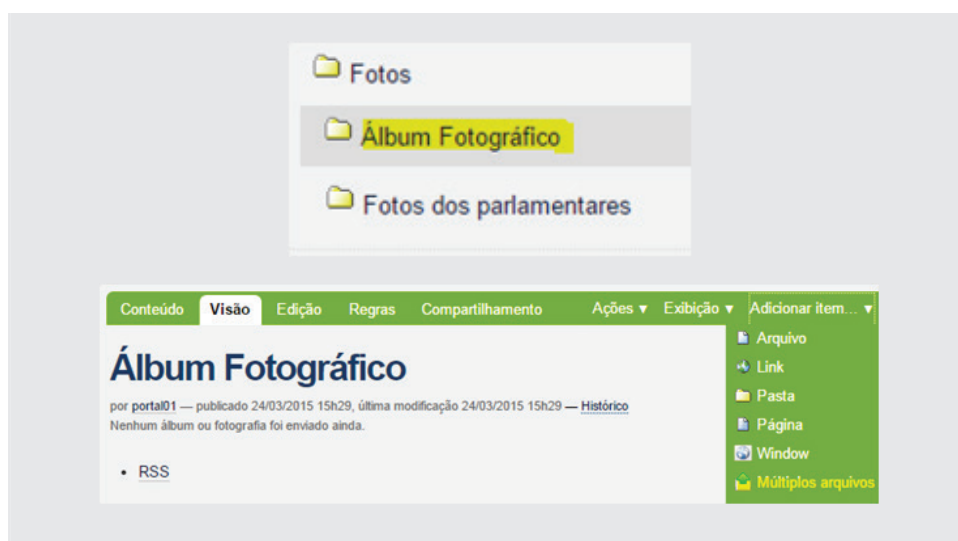 Fotos
Álbum Fotográfico
Fotos dos parlamentares
Conteúdo Visão Edição Regras Compartilhamento Ações ▼ Exibição ▼ Adicionar item... ▼
Arquivo
Link
Pasta
Página
Window
Múltiplos arquivos
Álbum Fotográfico
por portal01 — publicado 24/03/2015 15h29, última modificação 24/03/2015 15h29 — Histórico
Nenhum álbum ou fotografia foi enviado ainda.
• RSS